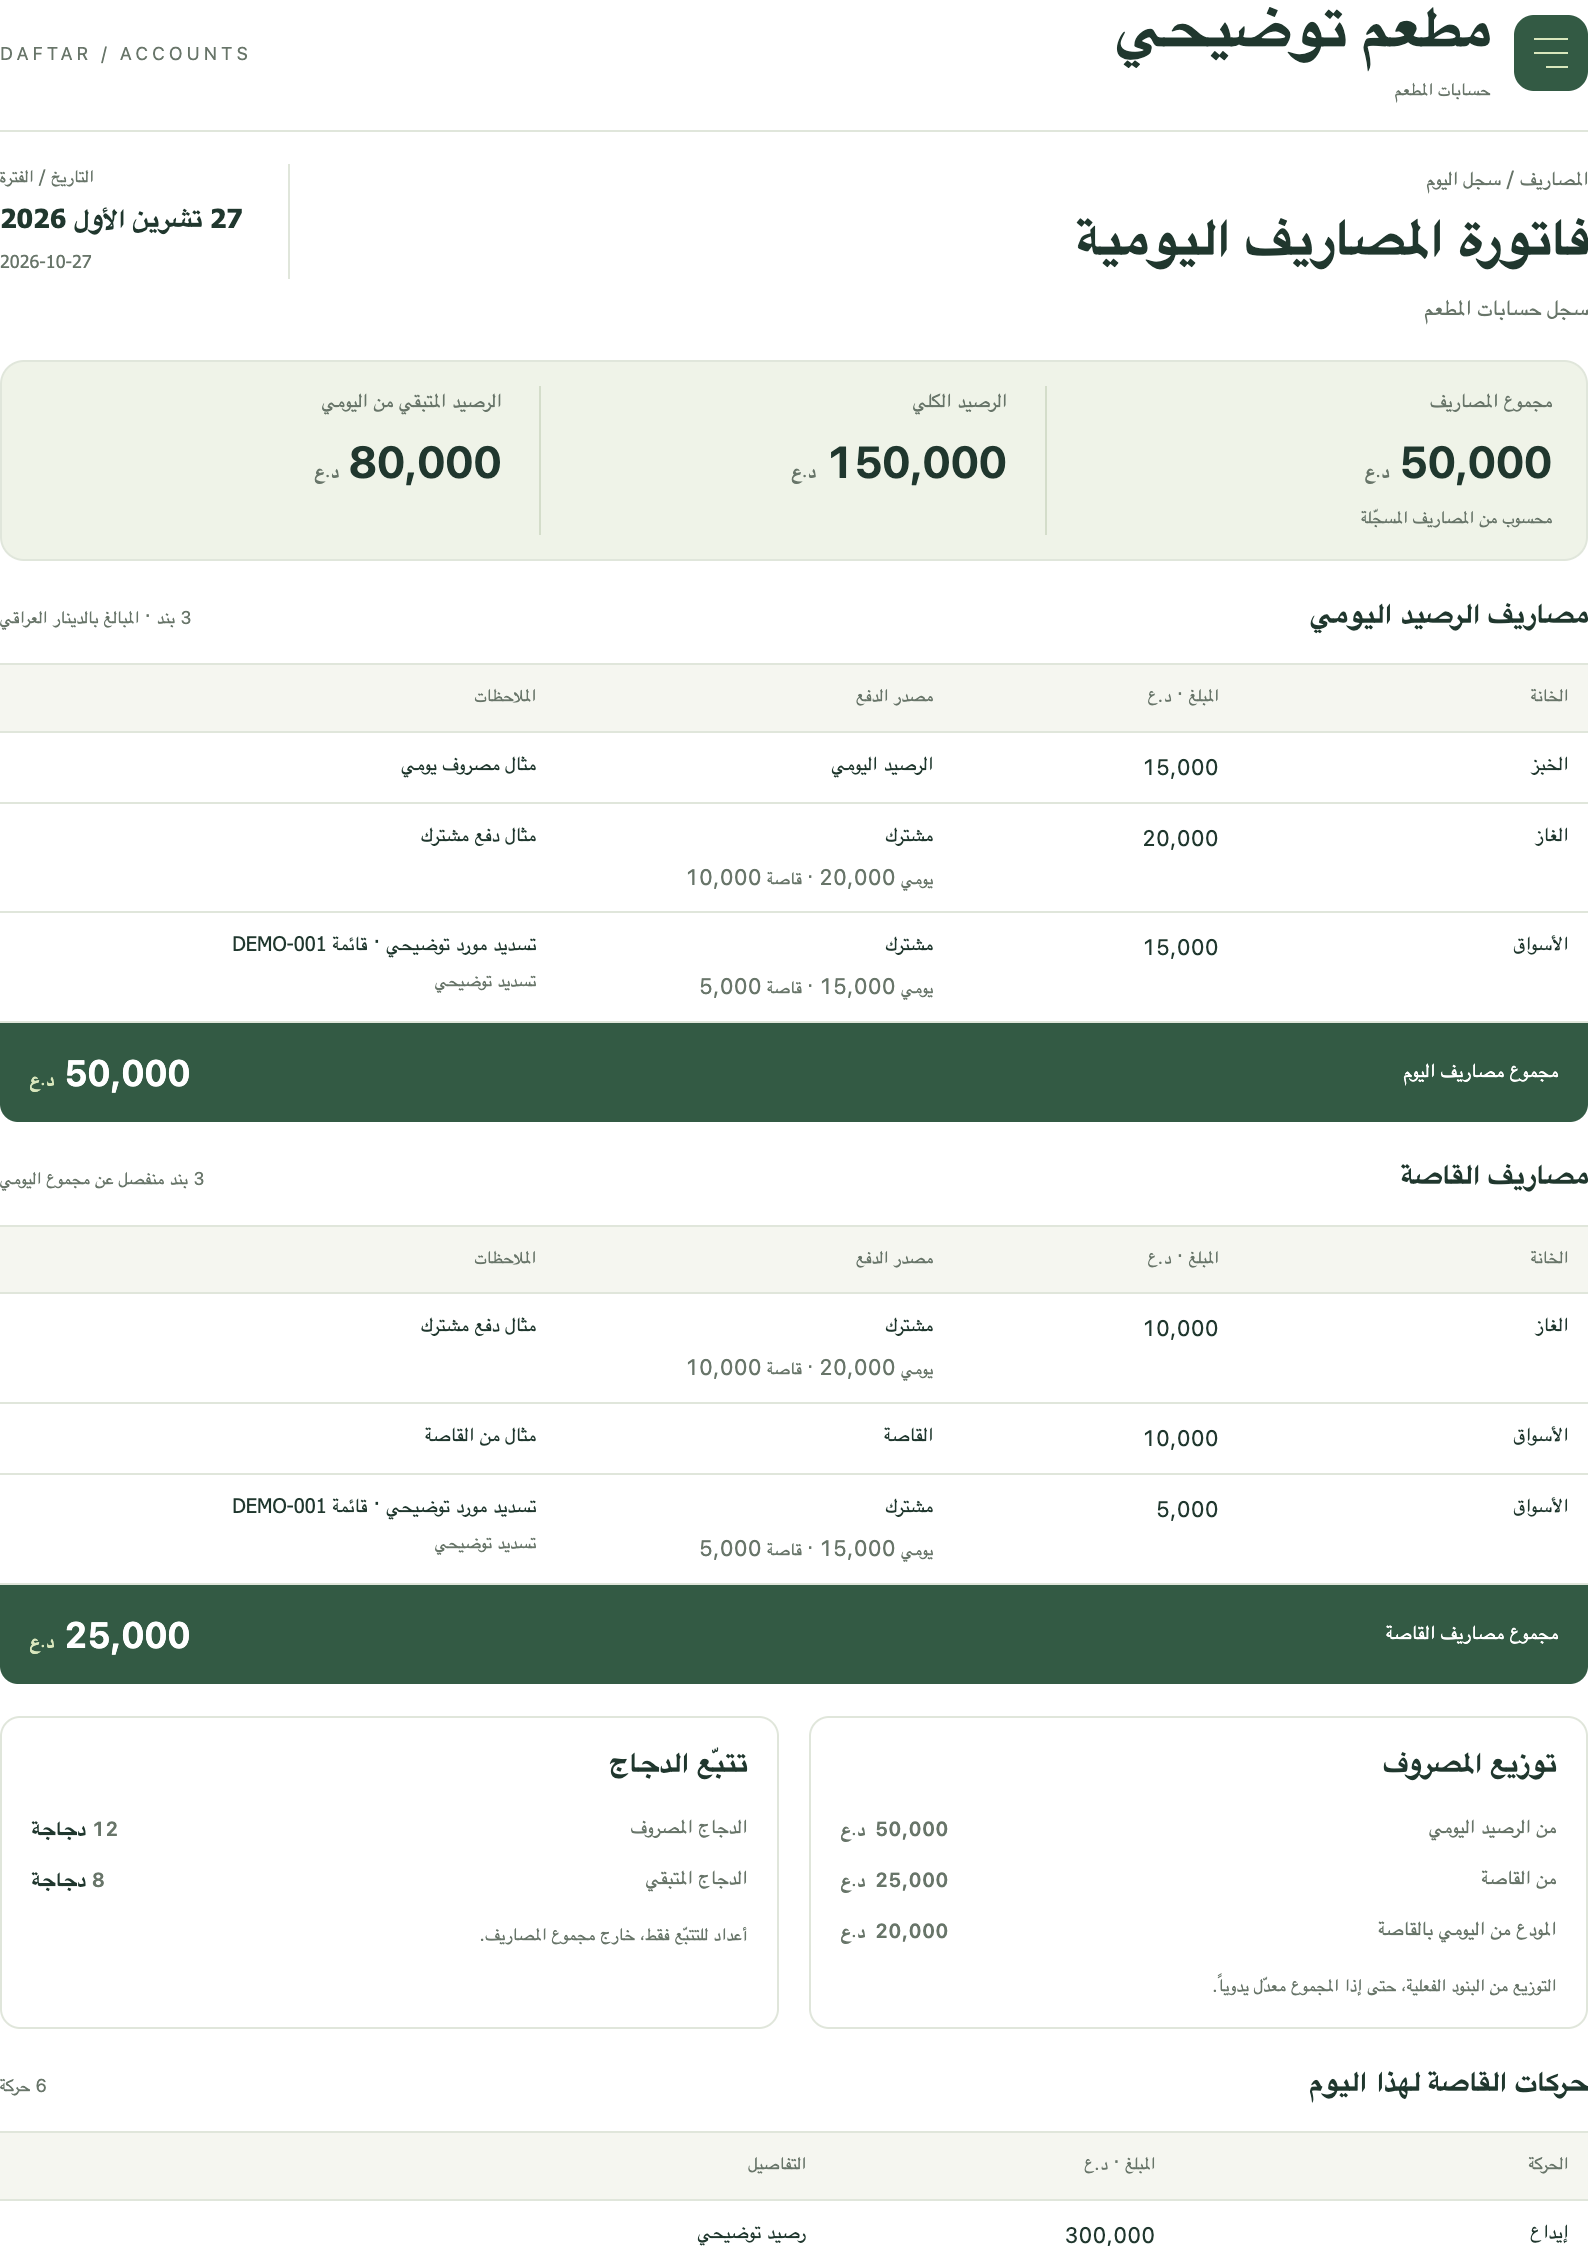 مطعم توضيحي
حسابات المطعم
DAFTAR / ACCOUNTS
المصاريف / سجل اليوم
فاتورة المصاريف اليومية
سجل حسابات المطعم
التاريخ / الفترة
27 تشرين الأول 2026
2026-10-27
مجموع المصاريف
50,000 د.ع
محسوب من المصاريف المسجّلة
الرصيد الكلي
150,000 د.ع
الرصيد المتبقي من اليومي
80,000 د.ع
مصاريف الرصيد اليومي
3 بند · المبالغ بالدينار العراقي
الخانة المبلغ · د.ع مصدر الدفع الملاحظات
الخبز 15,000 الرصيد اليومي مثال مصروف يومي
الغاز 20,000 مشترك مثال دفع مشترك
يومي 20,000 · قاصة 10,000
الأسواق 15,000 مشترك تسديد مورد توضيحي · قائمة DEMO-001
يومي 15,000 · قاصة 5,000 تسديد توضيحي
مجموع مصاريف اليوم 50,000 د.ع
مصاريف القاصة
3 بند منفصل عن مجموع اليومي
الخانة المبلغ · د.ع مصدر الدفع الملاحظات
الغاز 10,000 مشترك مثال دفع مشترك
يومي 20,000 · قاصة 10,000
الأسواق 10,000 القاصة مثال من القاصة
الأسواق 5,000 مشترك تسديد مورد توضيحي · قائمة DEMO-001
يومي 15,000 · قاصة 5,000 تسديد توضيحي
مجموع مصاريف القاصة 25,000 د.ع
توزيع المصروف
من الرصيد اليومي 50,000 د.ع
من القاصة 25,000 د.ع
المودع من اليومي بالقاصة 20,000 د.ع
التوزيع من البنود الفعلية، حتى إذا المجموع معدّل يدوياً.
تتبّع الدجاج
الدجاج المصروف 12 دجاجة
الدجاج المتبقي 8 دجاجة
أعداد للتتبّع فقط، خارج مجموع المصاريف.
حركات القاصة لهذا اليوم
6 حركة
الحركة المبلغ · د.ع التفاصيل
إيداع 300,000 رصيد توضيحي